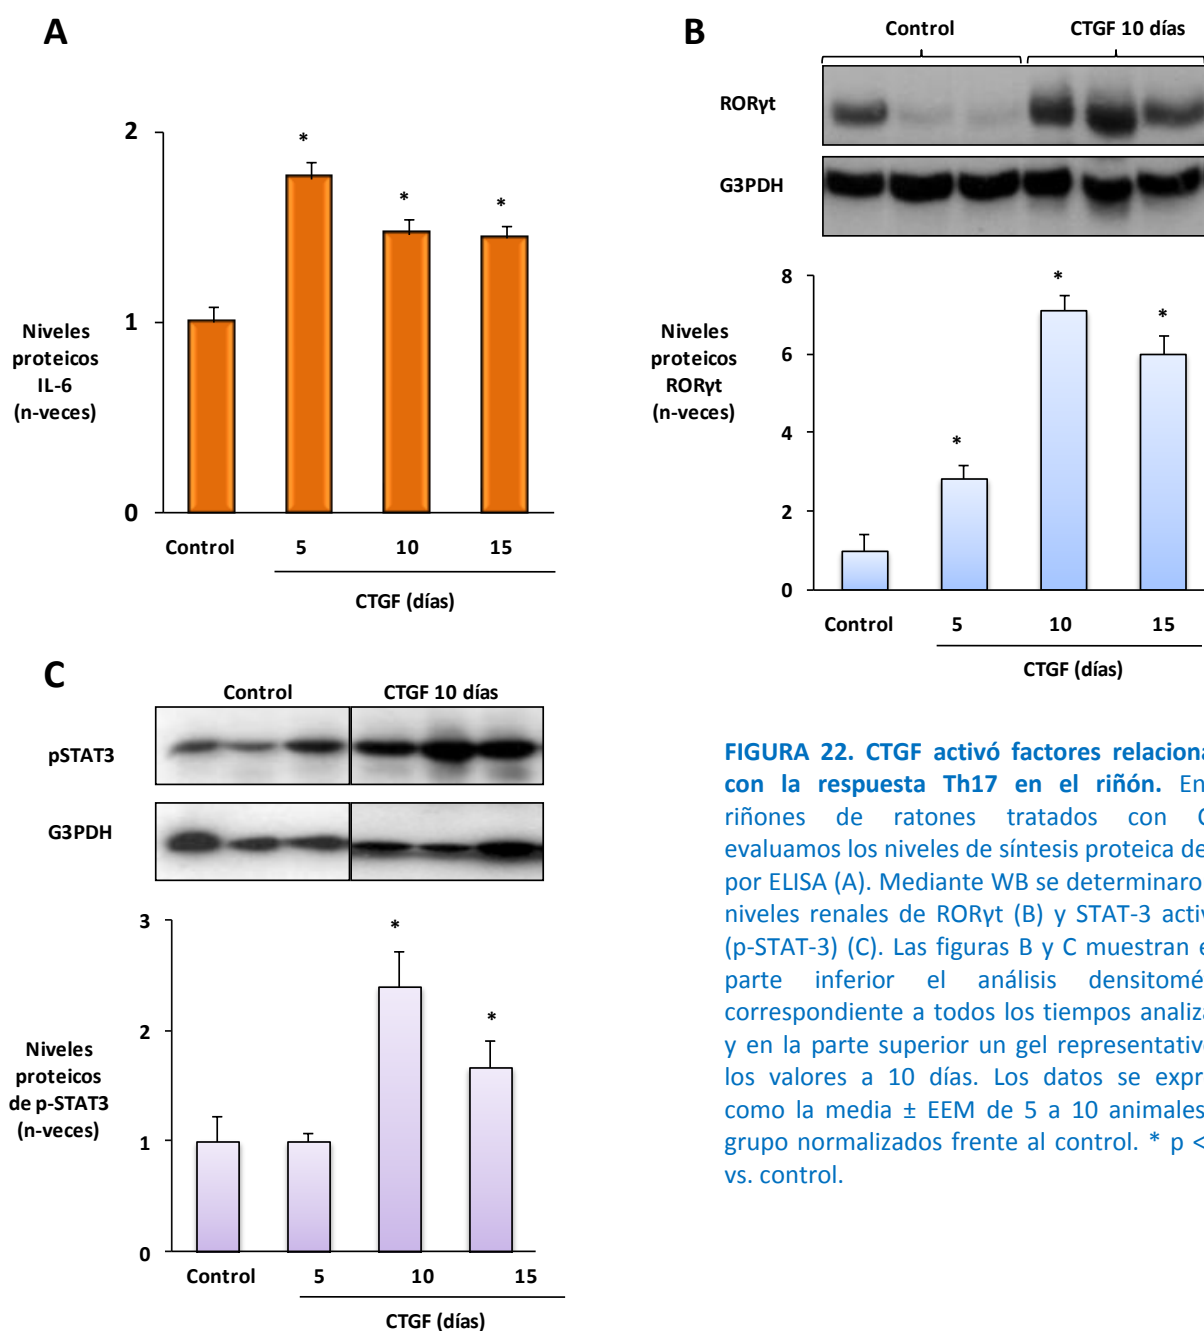 A
2
1
0
*
*
*
Niveles
proteicos
IL-6
(n-veces)
Control 5 10 15
CTGF (días)
B
Control CTGF 10 días
RORγt
G3PDH
8
6
4
2
0
*
*
*
Niveles
proteicos
RORγt
(n-veces)
Control 5 10 15
CTGF (días)
C
Control CTGF 10 días
pSTAT3
G3PDH
3
2
1
0
*
*
Niveles
proteicos
de p-STAT3
(n-veces)
Control 5 10 15
CTGF (días)
FIGURA 22. CTGF activó factores
con la respuesta Th17 en el riñón. En
riñones de ratones tratados con
evaluamos los niveles de síntesis proteica de
por ELISA (A). Mediante WB se
niveles renales de RORγt (B) y STAT-3
(p-STAT-3) (C). Las figuras B y C muestran
parte inferior el análisis
correspondiente a todos los tiempos
y en la parte superior un gel
los valores a 10 días. Los datos se
como la media ± EEM de 5 a 10 animales
grupo normalizados frente al control. * p <
vs. control.